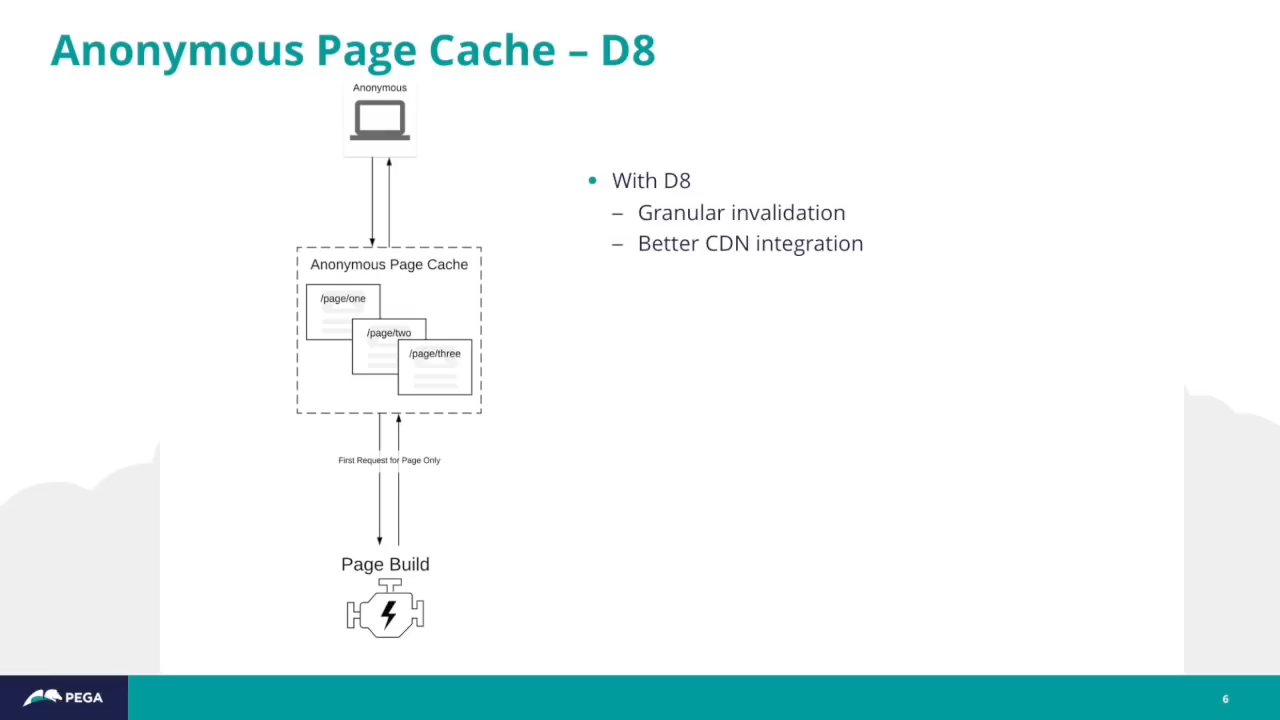 Anonymous Page Cache – D8
Anonymous
Anonymous Page Cache
/page/one
/page/two
/page/three
First Request for Page Only
Page Build
• With D8
– Granular invalidation
– Better CDN integration
PEGA
6